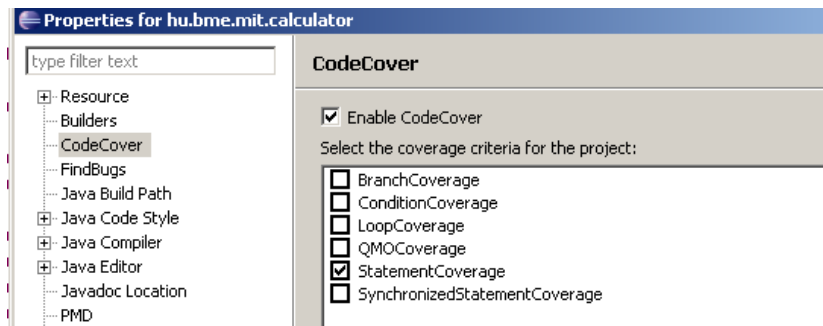 Properties for hu.bme.mit.calculator
type filter text
Resource
Builders
CodeCover
FindBugs
Java Build Path
Java Code Style
Java Compiler
Java Editor
Javadoc Location
PMD
CodeCover
Enable CodeCover
Select the coverage criteria for the project:
BranchCoverage
ConditionCoverage
LoopCoverage
QMOCoverage
StatementCoverage
SynchronizedStatementCoverage